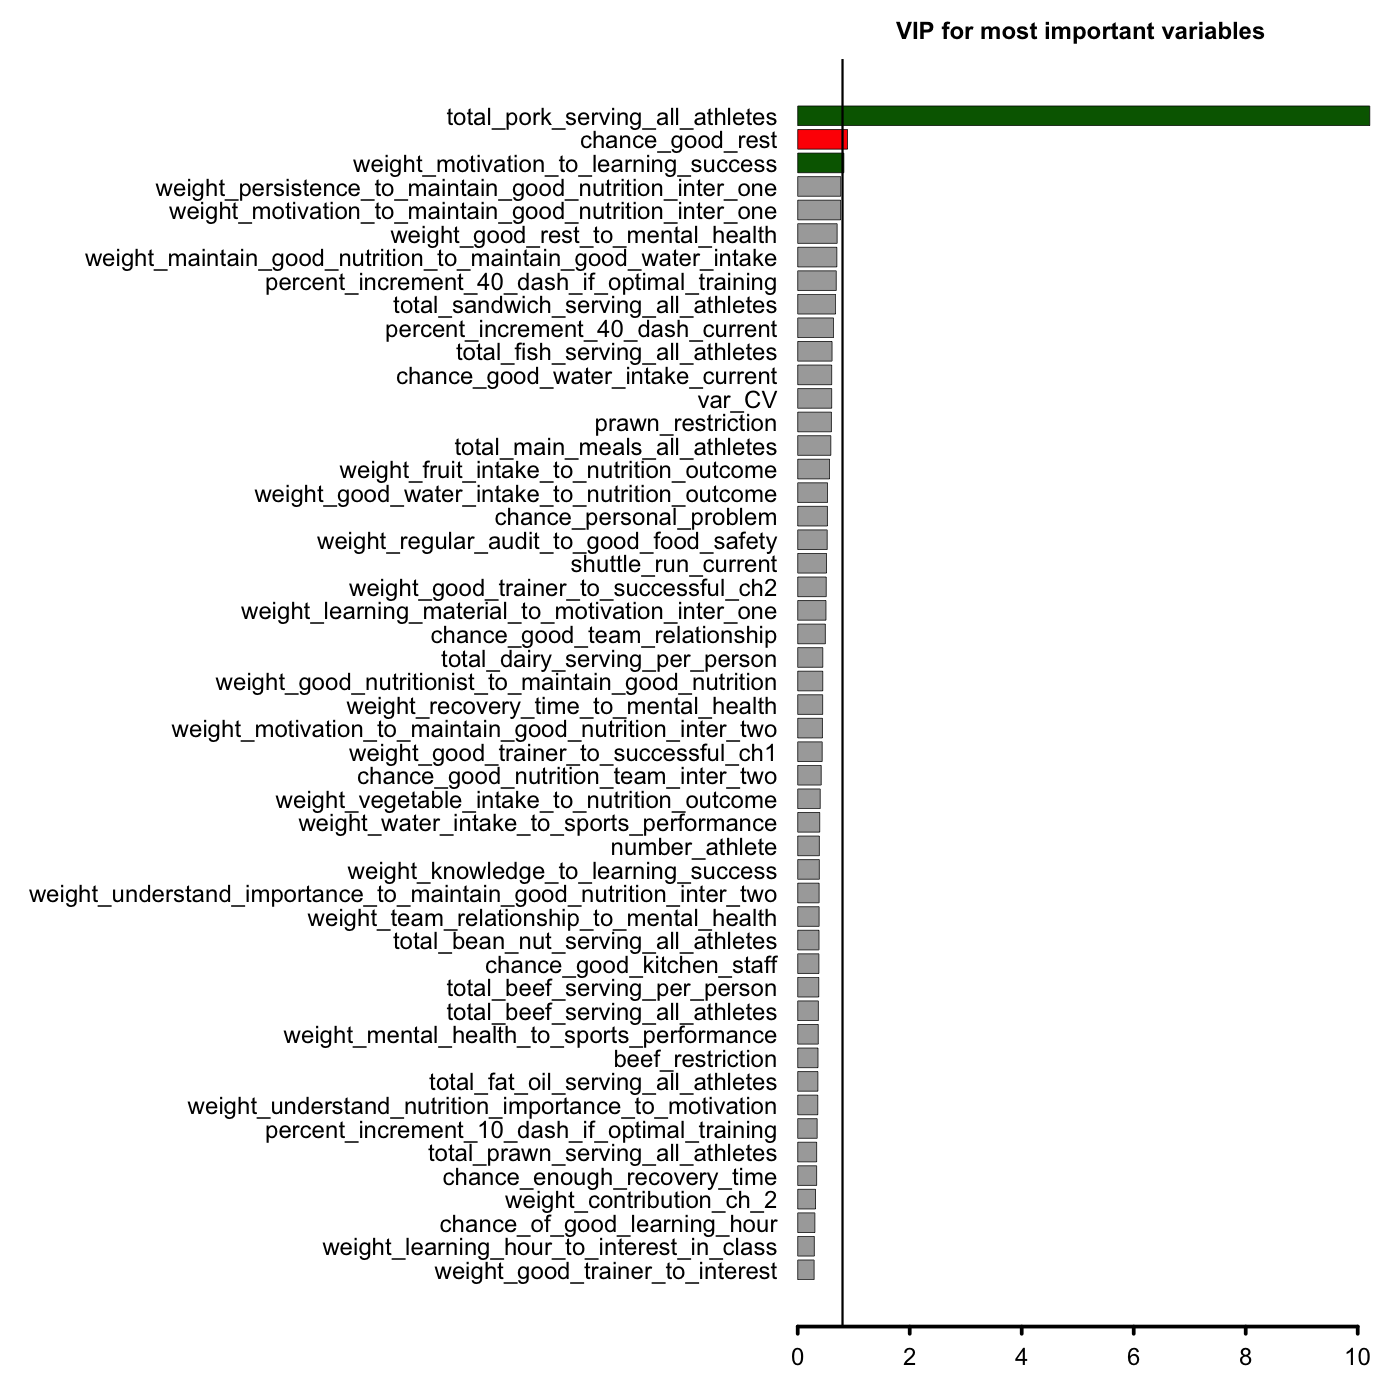 VIP for most important variables
total_pork_serving_all_athletes
chance_good_rest
weight_motivation_to_learning_success
weight_persistence_to_maintain_good_nutrition_inter_one
weight_motivation_to_maintain_good_nutrition_inter_one
weight_good_rest_to_mental_health
weight_maintain_good_nutrition_to_maintain_good_water_intake
percent_increment_40_dash_if_optimal_training
total_sandwich_serving_all_athletes
percent_increment_40_dash_current
total_fish_serving_all_athletes
chance_good_water_intake_current
var_CV
prawn_restriction
total_main_meals_all_athletes
weight_fruit_intake_to_nutrition_outcome
weight_good_water_intake_to_nutrition_outcome
chance_personal_problem
weight_regular_audit_to_good_food_safety
shuttle_run_current
weight_good_trainer_to_successful_ch2
weight_learning_material_to_motivation_inter_one
chance_good_team_relationship
total_dairy_serving_per_person
weight_good_nutritionist_to_maintain_good_nutrition
weight_recovery_time_to_mental_health
weight_motivation_to_maintain_good_nutrition_inter_two
weight_good_trainer_to_successful_ch1
chance_good_nutrition_team_inter_two
weight_vegetable_intake_to_nutrition_outcome
weight_water_intake_to_sports_performance
number_athlete
weight_knowledge_to_learning_success
weight_understand_importance_to_maintain_good_nutrition_inter_two
weight_team_relationship_to_mental_health
total_bean_nut_serving_all_athletes
chance_good_kitchen_staff
total_beef_serving_per_person
total_beef_serving_all_athletes
weight_mental_health_to_sports_performance
beef_restriction
total_fat_oil_serving_all_athletes
weight_understand_nutrition_importance_to_motivation
percent_increment_10_dash_if_optimal_training
total_prawn_serving_all_athletes
chance_enough_recovery_time
weight_contribution_ch_2
chance_of_good_learning_hour
weight_learning_hour_to_interest_in_class
weight_good_trainer_to_interest
0 2 4 6 8 10